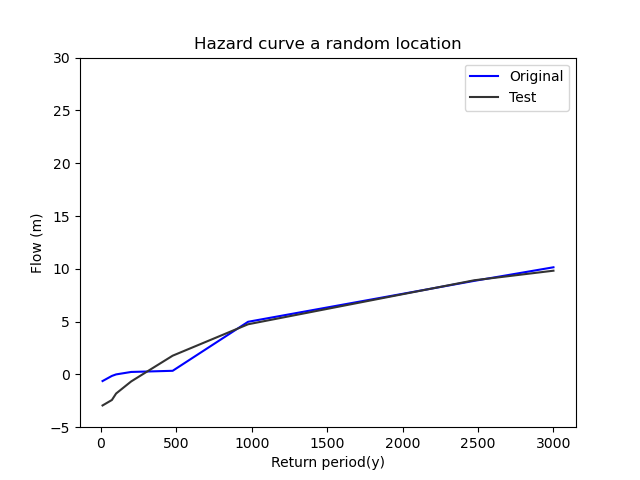 Hazard curve a random location
Original
Test
Flow (m)
30
25
20
15
10
5
0
−5
0 500 1000 1500 2000 2500 3000
Return period(y)